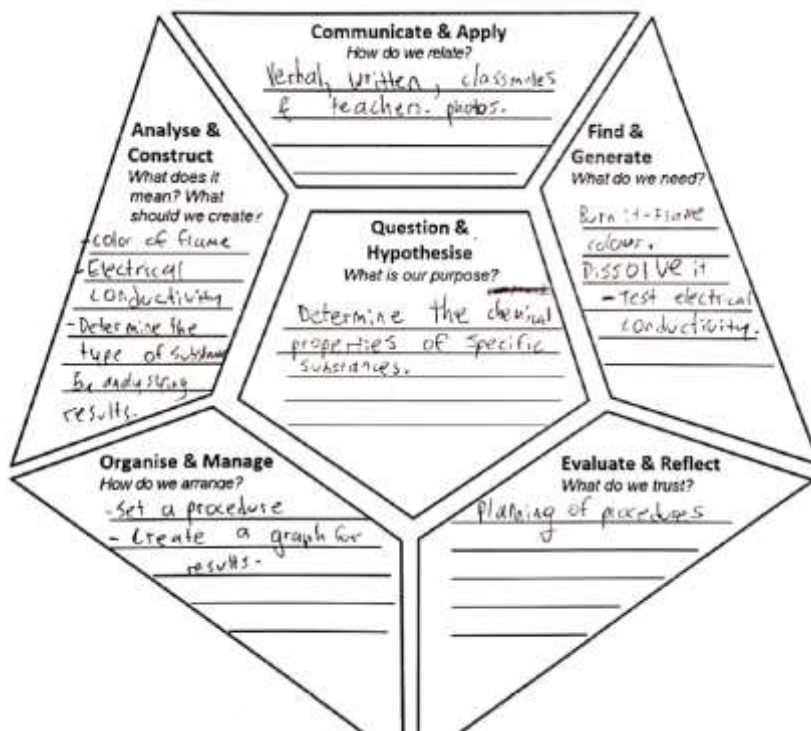 Communicate & Apply
How do we relate?
Verbal, written, classmates
& teachers. photos.
Analyse &
Construct
What does it
mean? What
should we create?
-color of flame
-Electrical
conductivity
-Determine the
type of substance
By analysing
results.
Find &
Generate
What do we need?
Burn it-Flame
colour.
Dissolve it
-Test electrical
conductivity.
Question &
Hypothesise
What is our purpose?
Determine the chemical
properties of specific
substances.
Organise & Manage
How do we arrange?
-Set a procedure
- Create a graph for
results.
Evaluate & Reflect
What do we trust?
Planning of procedures